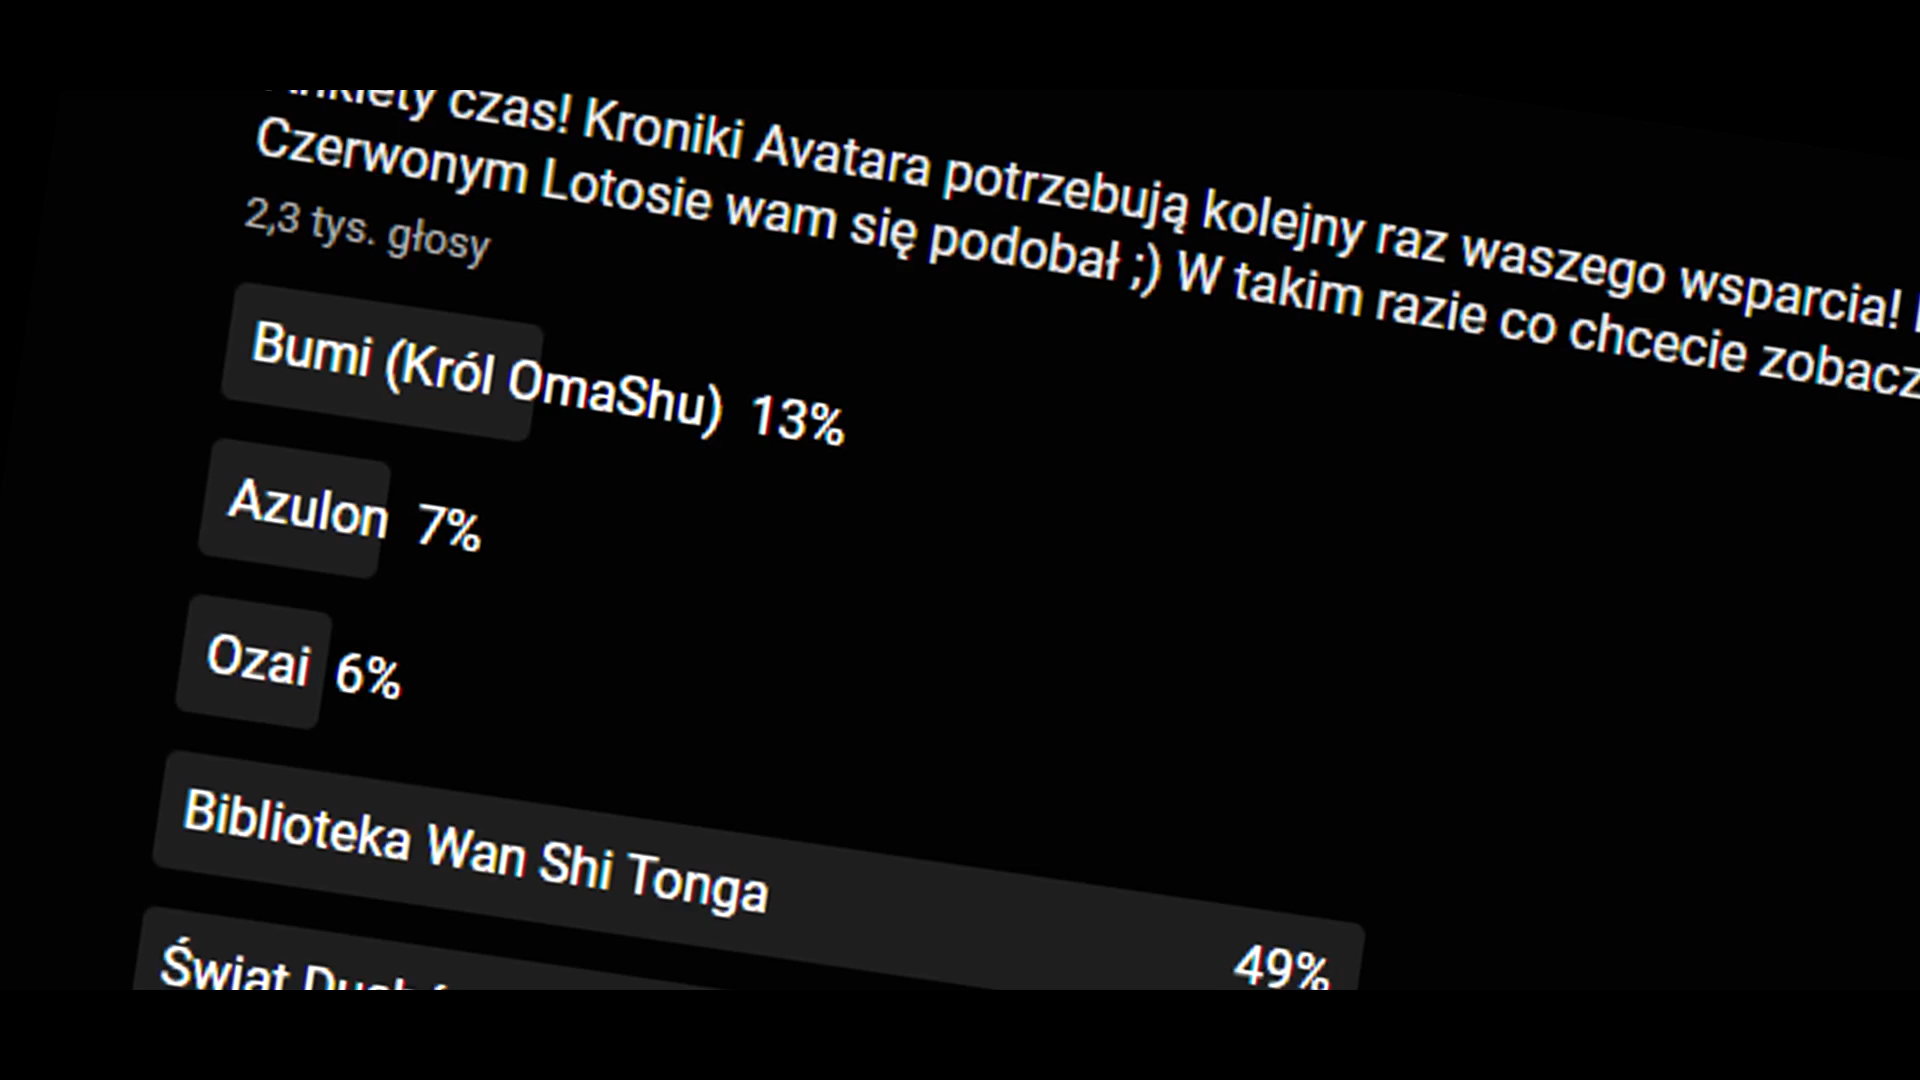 czas! Kroniki Avatara potrzebują kolejny raz waszego wsparcia!
Czerwonym Lotosie wam się podobał ;) W takim razie co chcecie
2,3 tys. głosy
Bumi (Król OmaShu) 13%
Azulon 7%
Ozai 6%
Biblioteka Wan Shi Tonga 49%
Świat